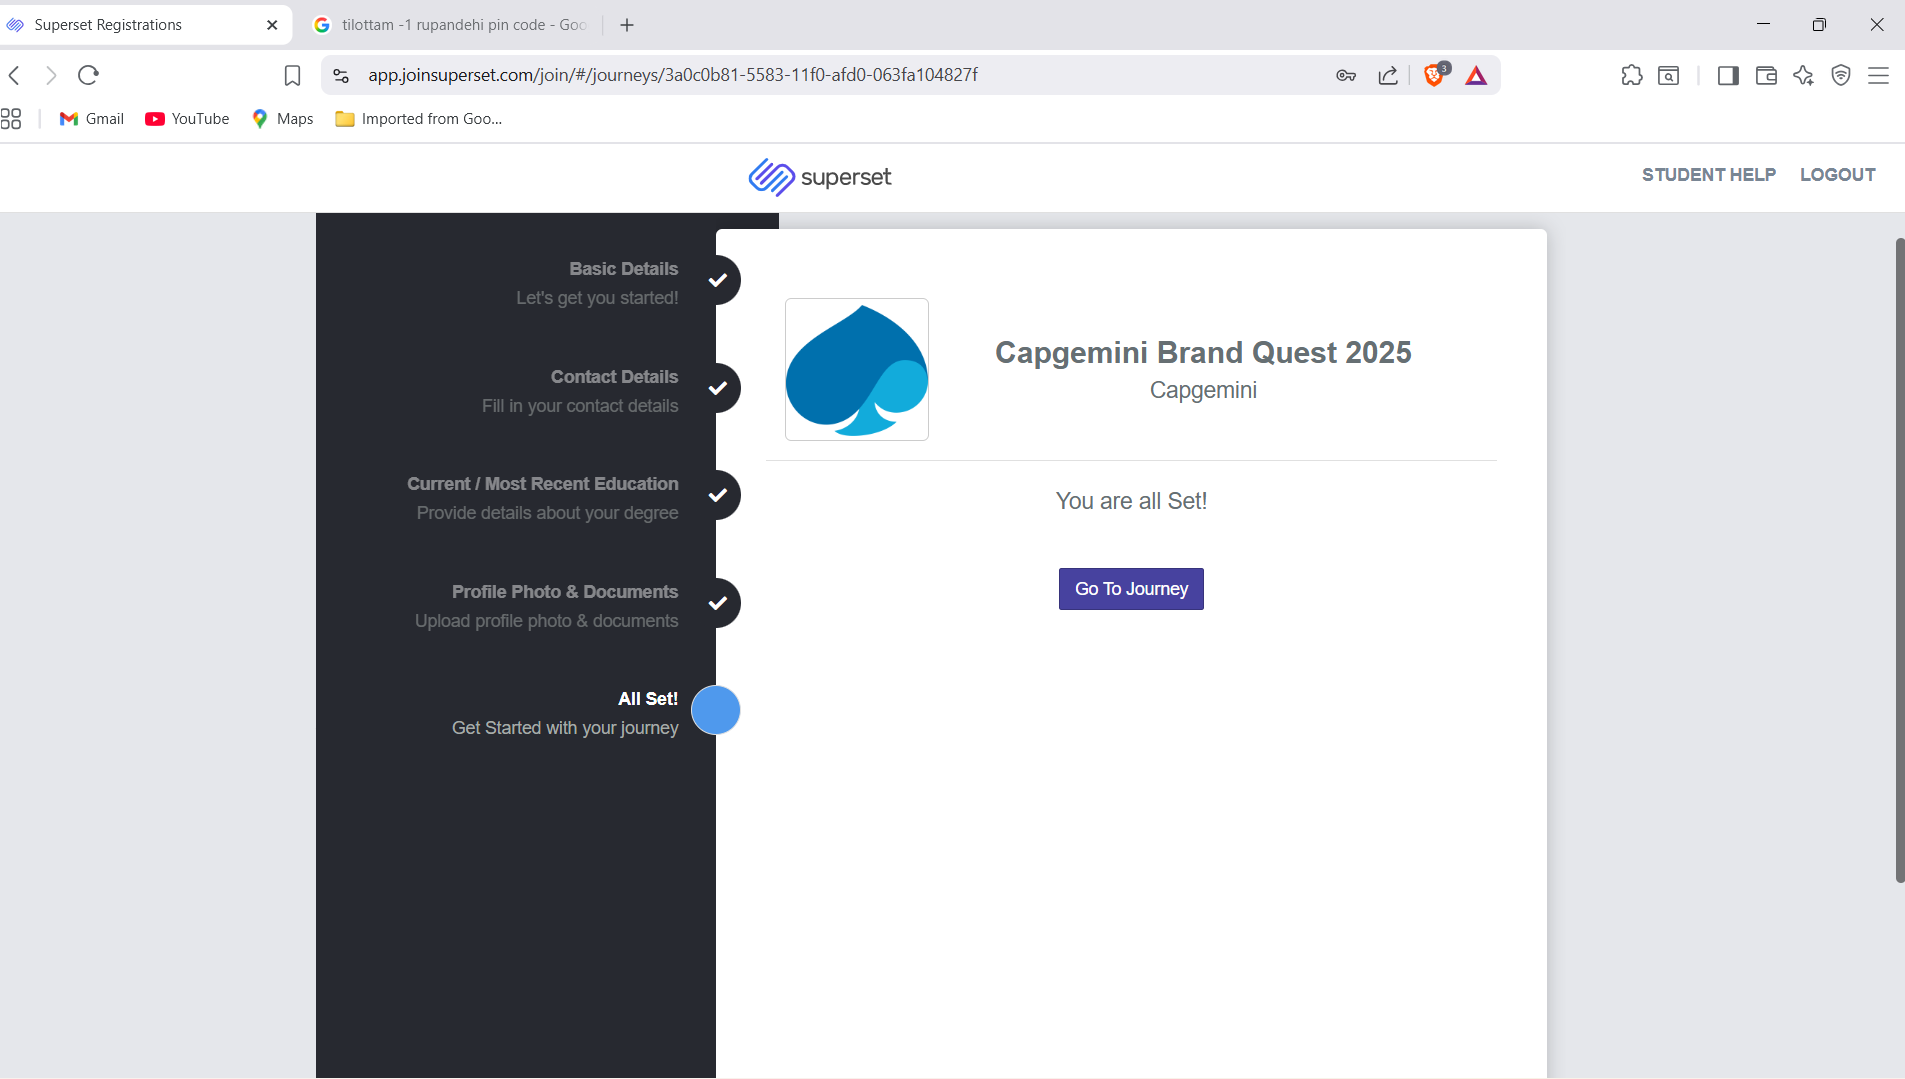 Superset Registrations
tilottam -1 rupandehi pin code - Goo
app.joinsuperset.com/join/#/journeys/3a0c0b81-5583-11f0-afd0-063fa104827f
3
Gmail
YouTube
Maps
Imported from Goo...
superset
STUDENT HELP
LOGOUT
Basic Details
Let's get you started!
Contact Details
Fill in your contact details
Current / Most Recent Education
Provide details about your degree
Profile Photo & Documents
Upload profile photo & documents
All Set!
Get Started with your journey
Capgemini Brand Quest 2025
Capgemini
You are all Set!
Go To Journey